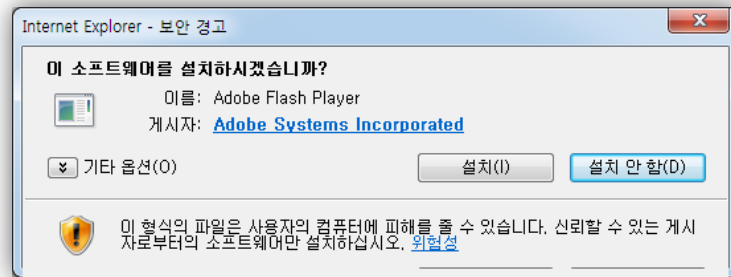 Internet Explorer - 보안 경고
이 소프트웨어를 설치하시겠습니까?
이름: Adobe Flash Player
게시자: Adobe Systems Incorporated
기타 옵션(O)
설치(I)
설치 안 함(D)
이 형식의 파일은 사용자의 컴퓨터에 피해를 줄 수 있습니다. 신뢰할 수 있는 게시
자로부터의 소프트웨어만 설치하십시오. 위험성